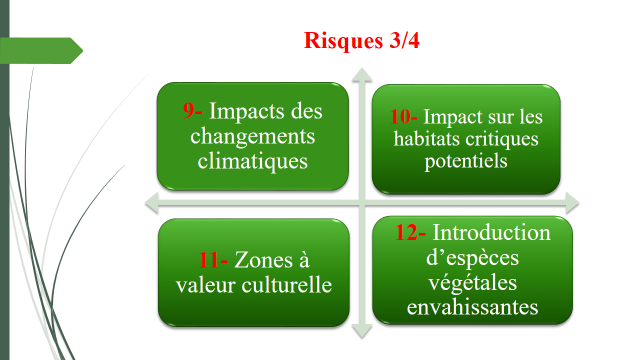 Risques 3/4
9- Impacts des
changements
climatiques
10- Impact sur les
habitats critiques
potentiels
11- Zones à
valeur culturelle
12- Introduction
d’espèces
végétales
envahissantes